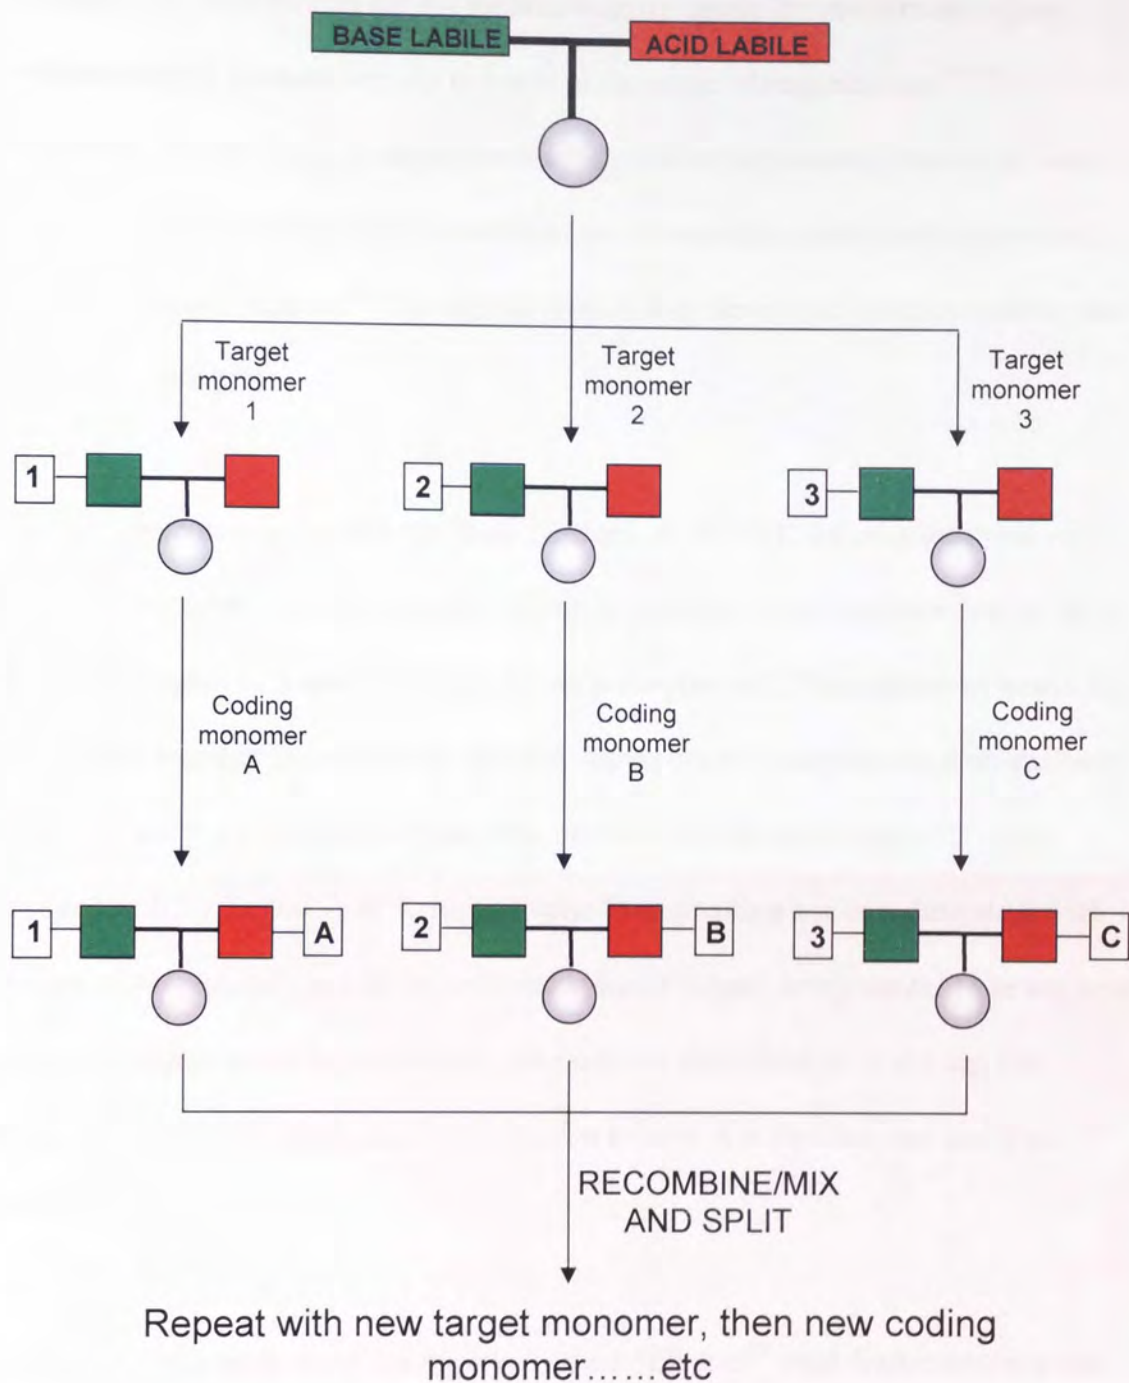 BASE LABILE ACID LABILE
Target
monomer
1
Target
monomer
2
Target
monomer
3
1
2
3
Coding
monomer
A
Coding
monomer
B
Coding
monomer
C
1 A
2 B
3 C
RECOMBINE/MIX
AND SPLIT
Repeat with new target monomer, then new coding
monomer……etc